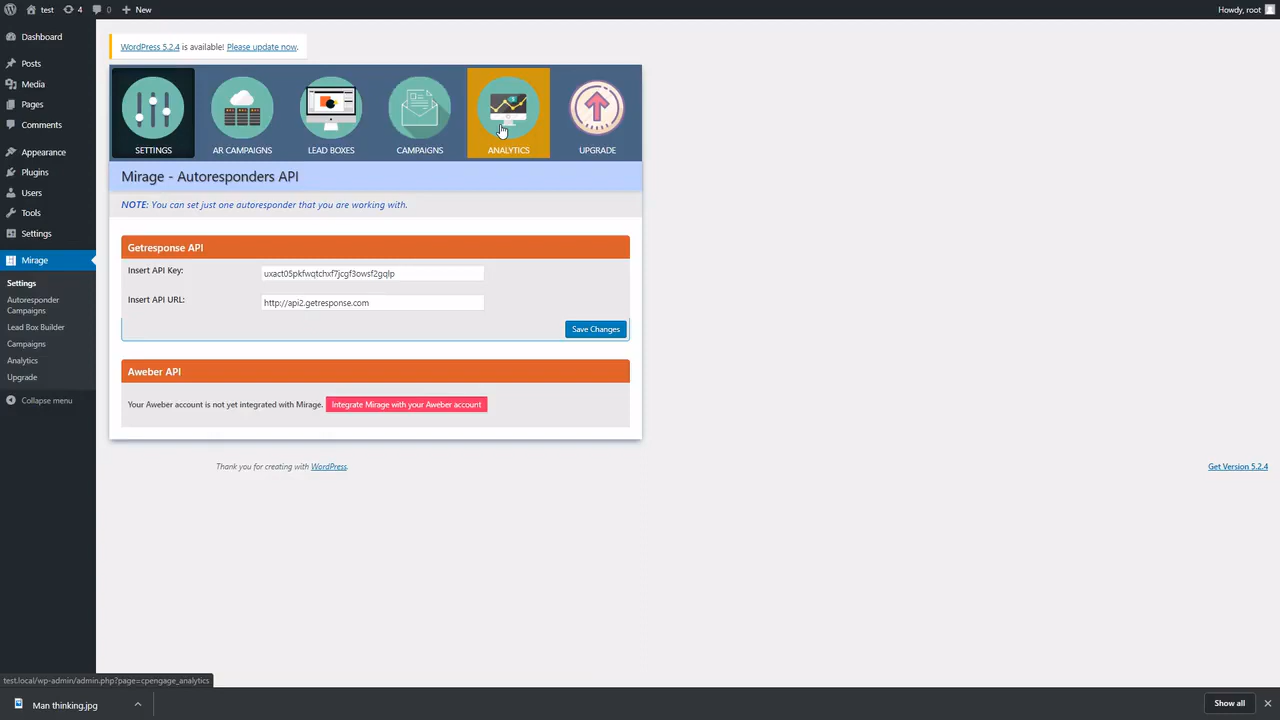 test 4 0 New
Howdy, root
Dashboard
Posts
Media
Pages
Comments
Appearance
Plugins
Users
Tools
Settings
Mirage
Settings
Autoresponder
Campaigns
Lead Box Builder
Campaigns
Analytics
Upgrade
Collapse menu
WordPress 5.2.4 is available! Please update now.
SETTINGS AR CAMPAIGNS LEAD BOXES CAMPAIGNS ANALYTICS UPGRADE
Mirage - Autoresponders API
NOTE: You can set just one autoresponder that you are working with.
Getresponse API
Insert API Key: uxact05pkfwqtchxf7jcgf3owsf2gqlp
Insert API URL: http://api2.getresponse.com
Save Changes
Aweber API
Your Aweber account is not yet integrated with Mirage. Integrate Mirage with your Aweber account
Thank you for creating with WordPress.
Get Version 5.2.4
test.local/wp-admin/admin.php?page=cpengage_analytics
Man thinking.jpg
Show all